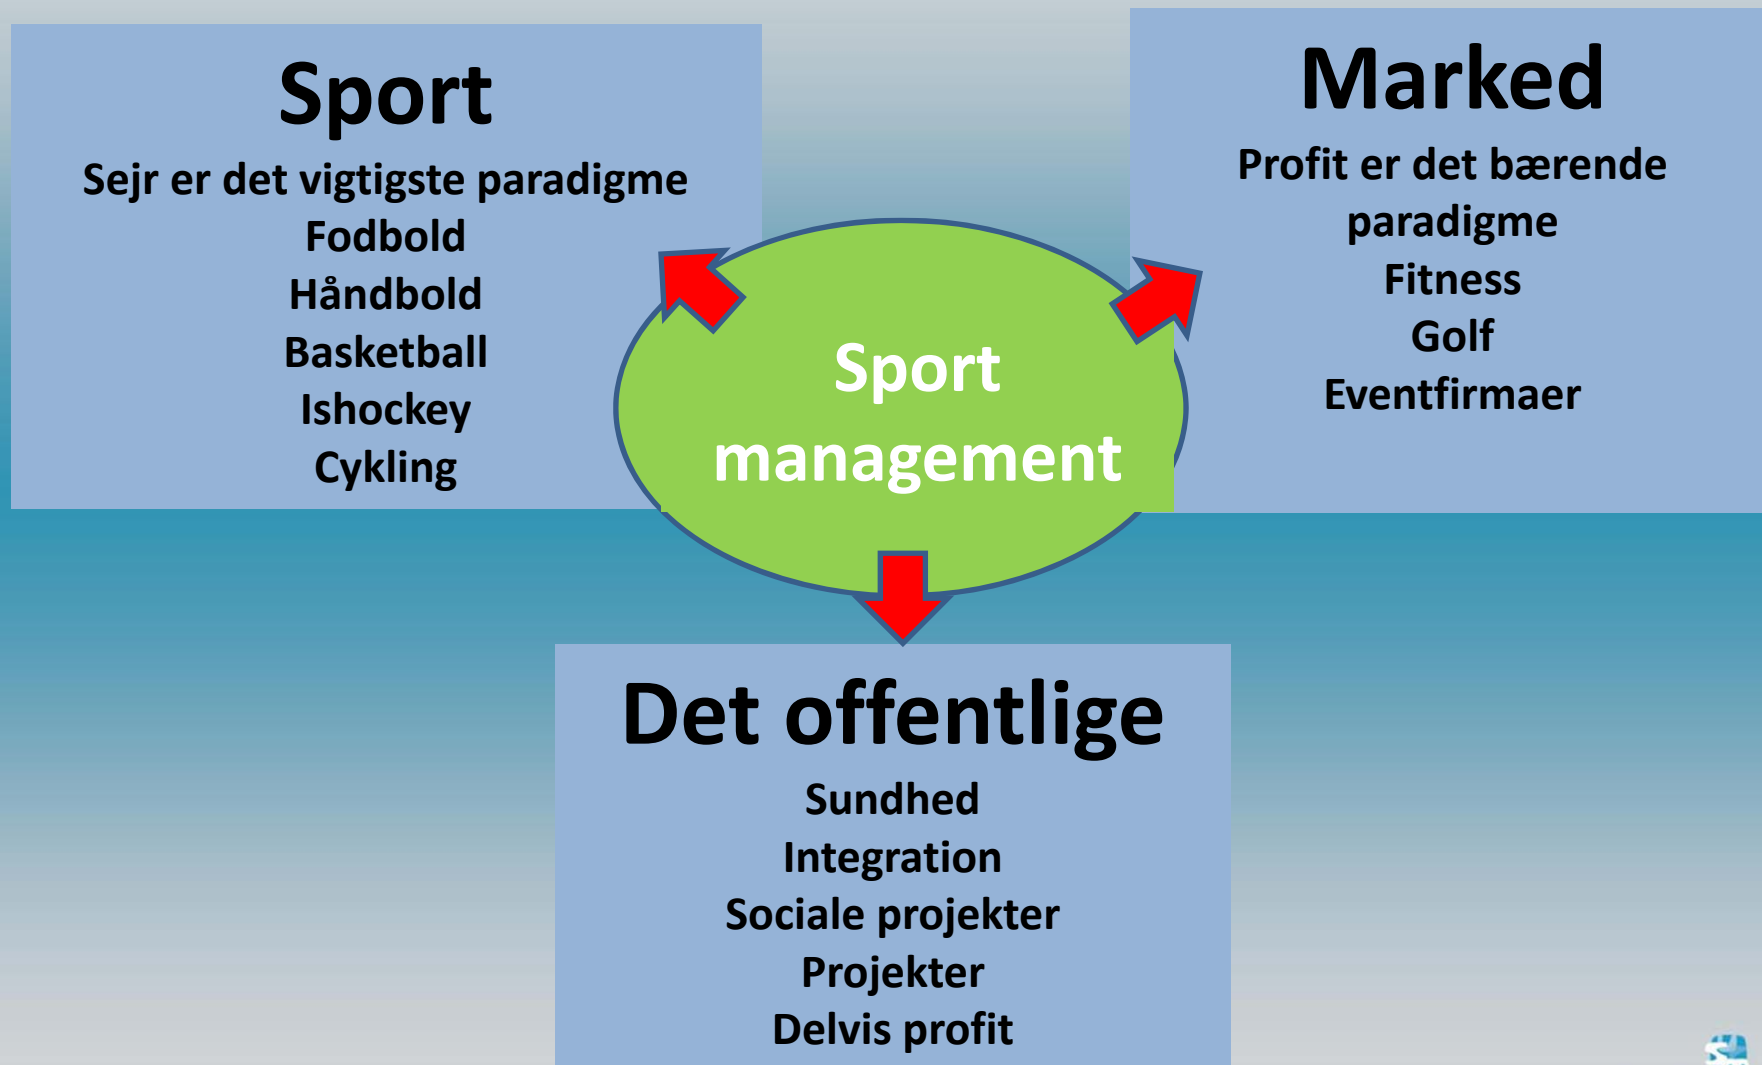 Sport
Sejr er det vigtigste paradigme
Fodbold
Håndbold
Basketball
Ishockey
Cykling
Marked
Profit er det bærende
paradigme
Fitness
Golf
Eventfirmaer
Sport
management
Det offentlige
Sundhed
Integration
Sociale projekter
Projekter
Delvis profit